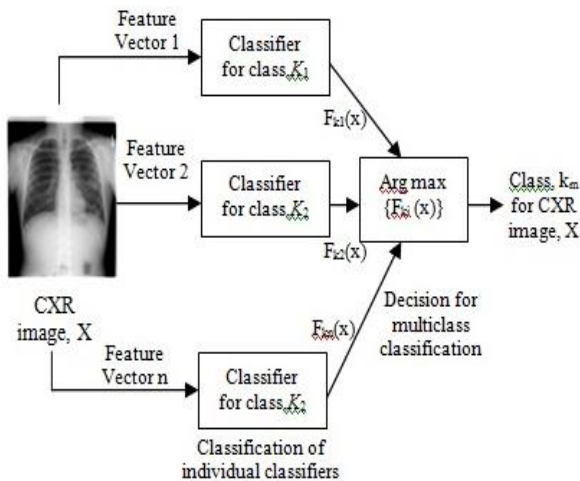 Feature
Vector 1
Classifier
for class K1
Fk1(x)
Feature
Vector 2
Classifier
for class K2
Fk2(x)
Arg max
{Fki (x)}
Class, km
for CXR
image, X
CXR
image, X
Feature
Vector n
Classifier
for class K2
Fkn(x)
Decision for
multiclass
classification
Classification of
individual classifiers